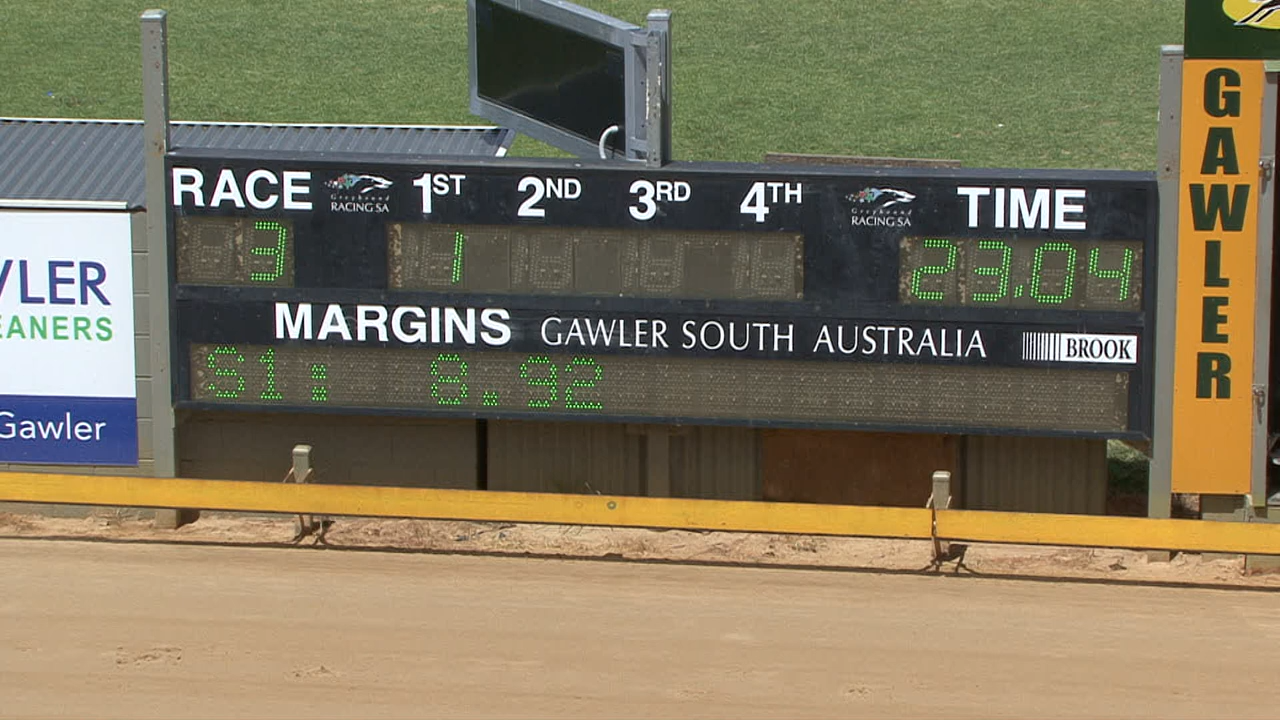 RACE Greyhound RACING SA 1ST 2ND 3RD 4TH Greyhound RACING SA TIME
3 1 23.04
MARGINS GAWLER SOUTH AUSTRALIA BROOK
S1: 8.92
GAWLER
VLER
EANERS
Gawler